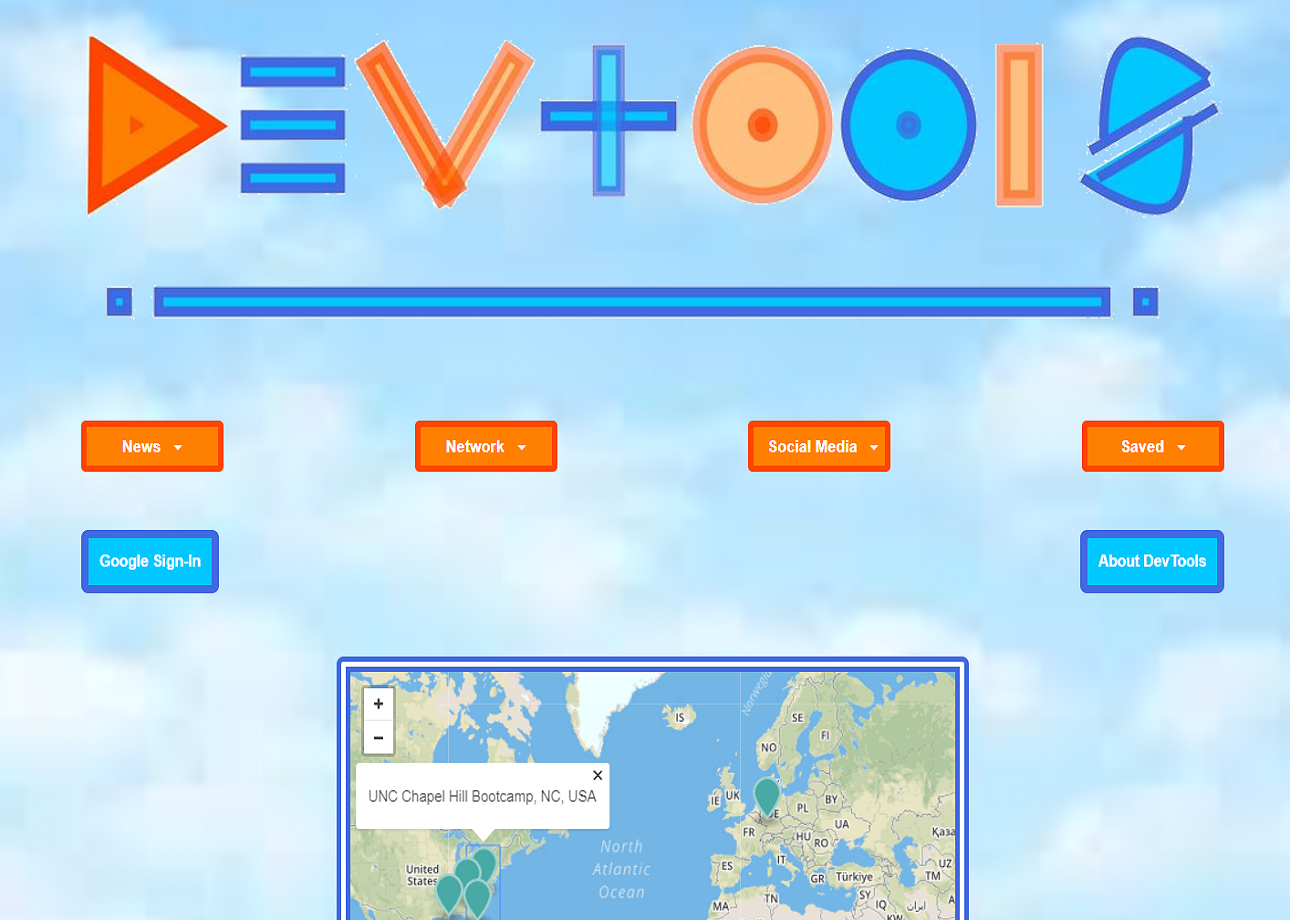 DEVtOOlS
News
Network
Social Media
Saved
Google Sign-In
About DevTools
+
−
×
UNC Chapel Hill Bootcamp, NC, USA
IS
SE
FI
NO
IE
UK
DE
PL
BY
FR
UA
HU
RO
Қаза
ES
IT
GR
Türkiye
UZ
TM
United
States
North
Atlantic
Ocean
MA
TN
SY
IQ
ایران
KW